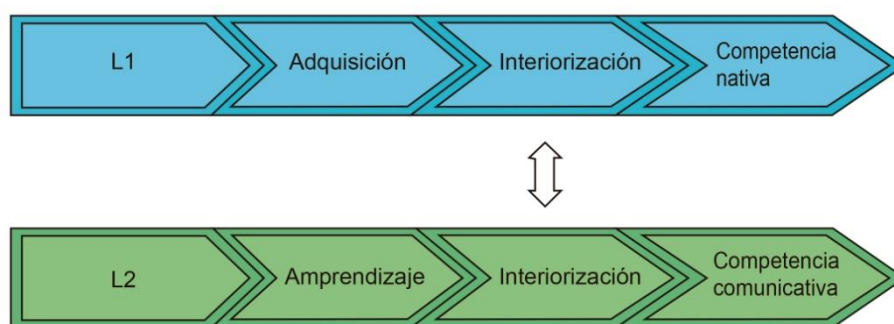 L1
Adquisición
Interiorización
Competencia
nativa
L2
Amprendizaje
Interiorización
Competencia
comunicativa